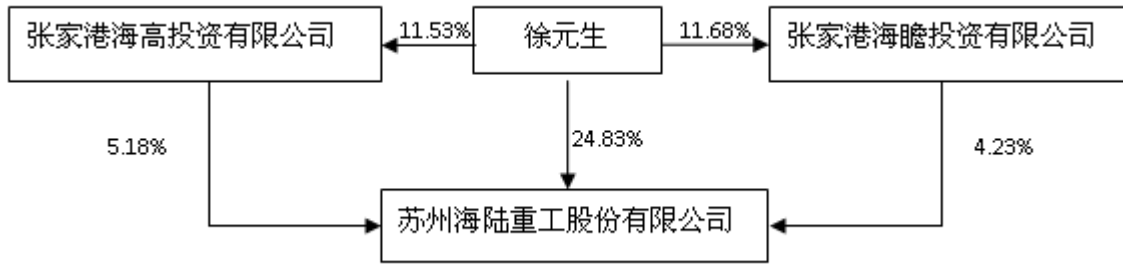 张家港海高投资有限公司
11.53%
徐元生
11.68%
张家港海瞻投资有限公司
5.18%
24.83%
4.23%
苏州海陆重工股份有限公司